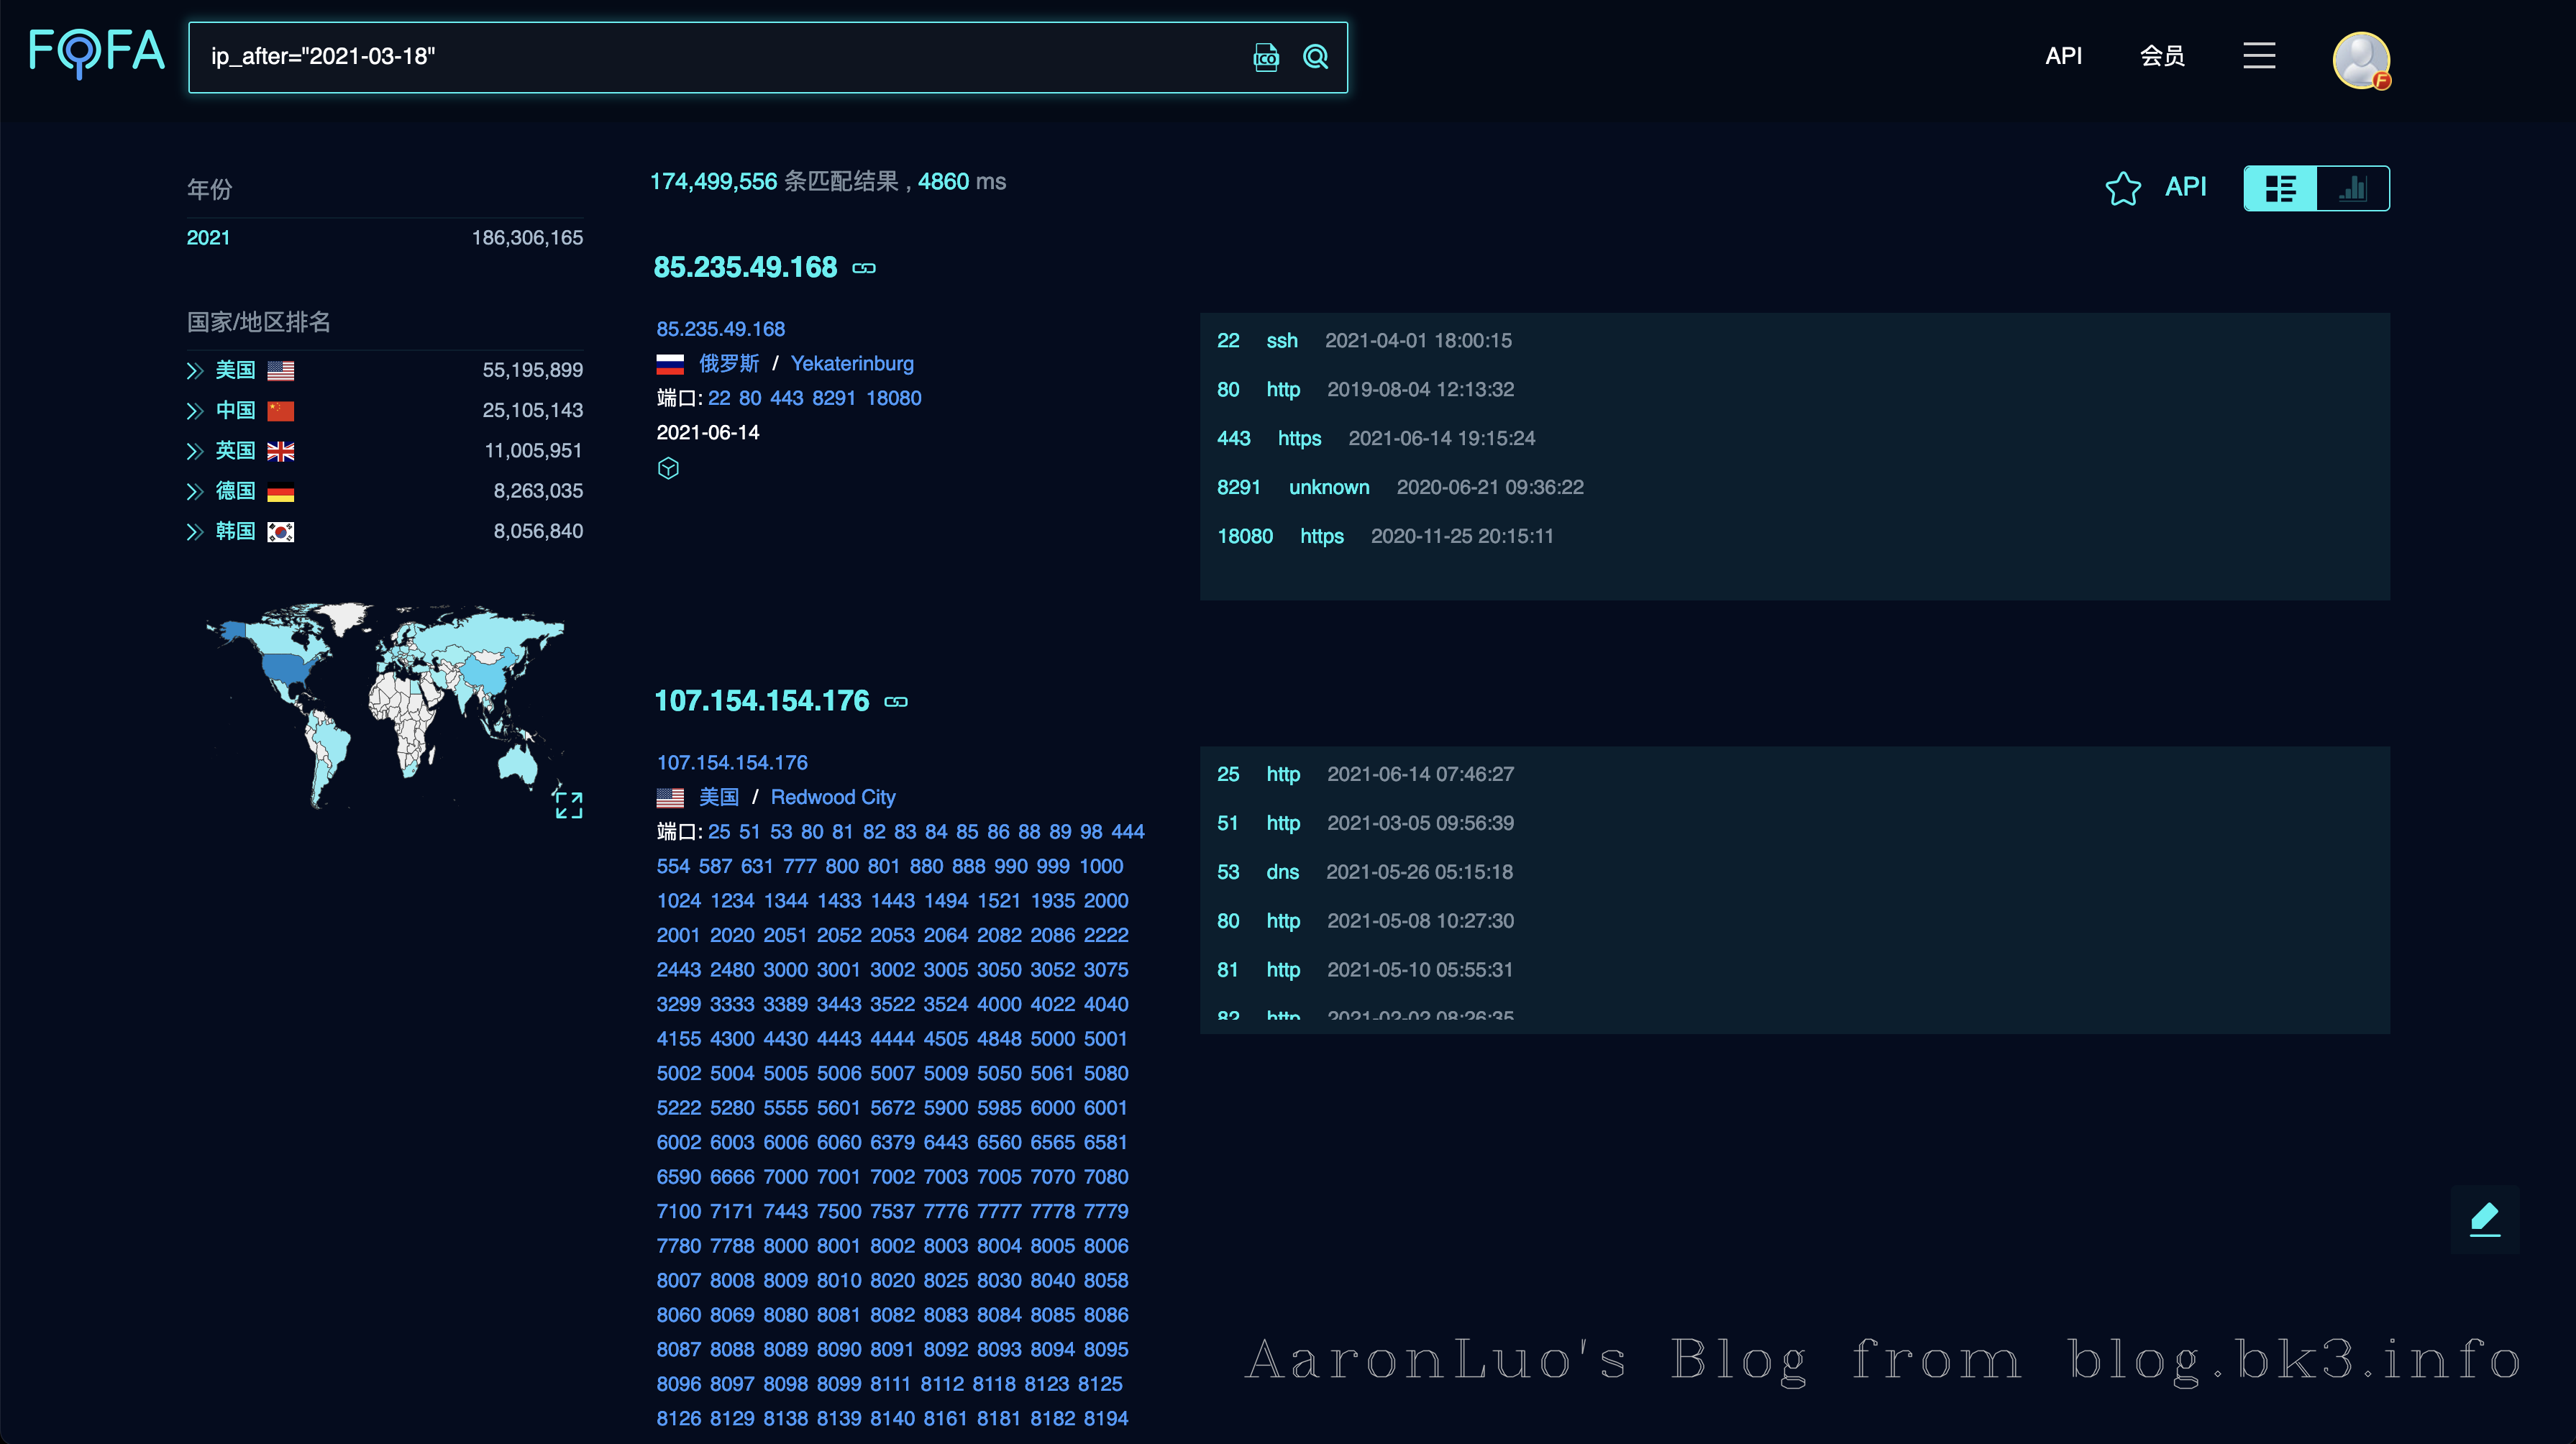 FOFA
ip_after="2021-03-18"
ICO
API
会员
F
年份
2021 186,306,165
国家/地区排名
美国 55,195,899
中国 25,105,143
英国 11,005,951
德国 8,263,035
韩国 8,056,840
174,499,556 条匹配结果 , 4860 ms
API
85.235.49.168
85.235.49.168
俄罗斯 / Yekaterinburg
端口: 22 80 443 8291 18080
2021-06-14
22 ssh 2021-04-01 18:00:15
80 http 2019-08-04 12:13:32
443 https 2021-06-14 19:15:24
8291 unknown 2020-06-21 09:36:22
18080 https 2020-11-25 20:15:11
107.154.154.176
107.154.154.176
美国 / Redwood City
端口: 25 51 53 80 81 82 83 84 85 86 88 89 98 444
554 587 631 777 800 801 880 888 990 999 1000
1024 1234 1344 1433 1443 1494 1521 1935 2000
2001 2020 2051 2052 2053 2064 2082 2086 2222
2443 2480 3000 3001 3002 3005 3050 3052 3075
3299 3333 3389 3443 3522 3524 4000 4022 4040
4155 4300 4430 4443 4444 4505 4848 5000 5001
5002 5004 5005 5006 5007 5009 5050 5061 5080
5222 5280 5555 5601 5672 5900 5985 6000 6001
6002 6003 6006 6060 6379 6443 6560 6565 6581
6590 6666 7000 7001 7002 7003 7005 7070 7080
7100 7171 7443 7500 7537 7776 7777 7778 7779
7780 7788 8000 8001 8002 8003 8004 8005 8006
8007 8008 8009 8010 8020 8025 8030 8040 8058
8060 8069 8080 8081 8082 8083 8084 8085 8086
8087 8088 8089 8090 8091 8092 8093 8094 8095
8096 8097 8098 8099 8111 8112 8118 8123 8125
8126 8129 8138 8139 8140 8161 8181 8182 8194
25 http 2021-06-14 07:46:27
51 http 2021-03-05 09:56:39
53 dns 2021-05-26 05:15:18
80 http 2021-05-08 10:27:30
81 http 2021-05-10 05:55:31
82 http 2021-02-02 08:26:35
AaronLuo's Blog from blog.bk3.info